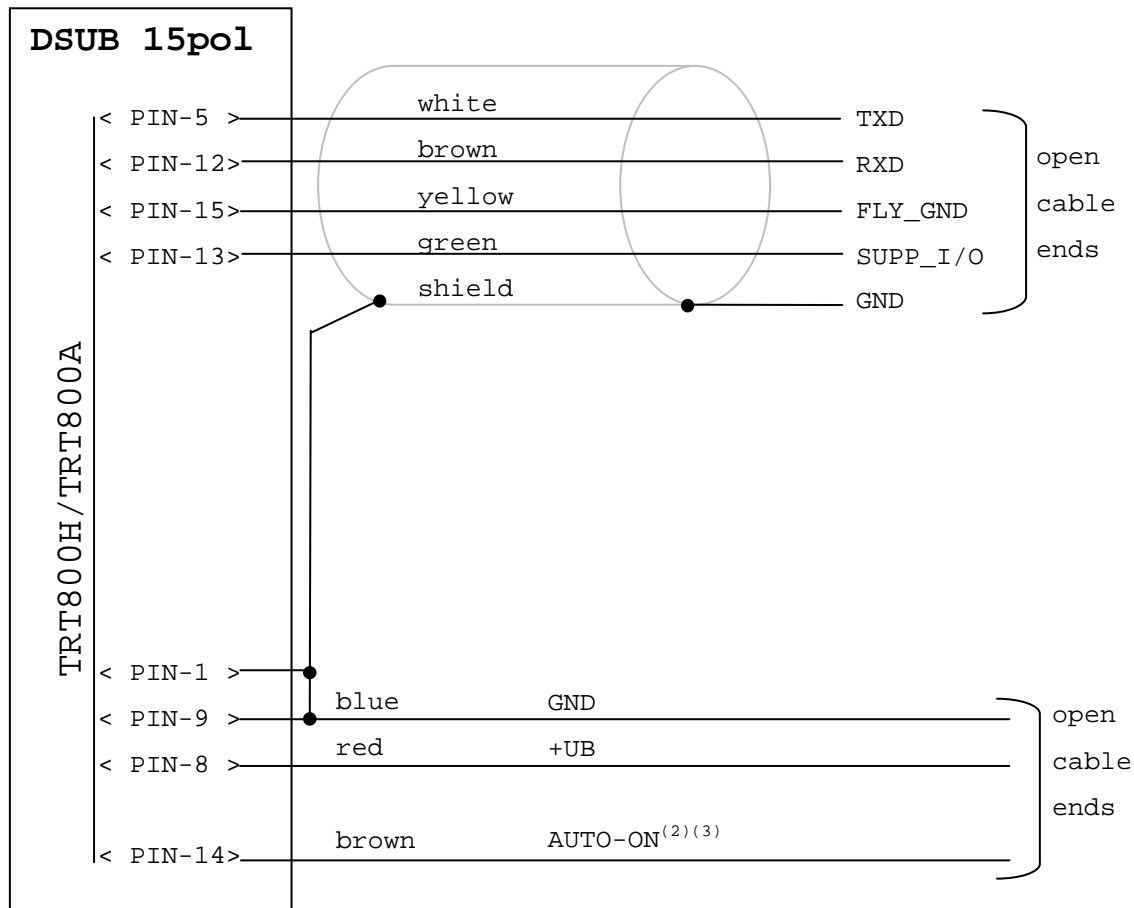 DSUB 15pol
TRT800H/TRT800A
< PIN-5 > white TXD
< PIN-12> brown RXD
< PIN-15> yellow FLY_GND
< PIN-13> green SUPP_I/O
shield GND
open
cable
ends
< PIN-1 >
< PIN-9 > blue GND
< PIN-8 > red +UB
< PIN-14> brown AUTO-ON(2)(3)
open
cable
ends